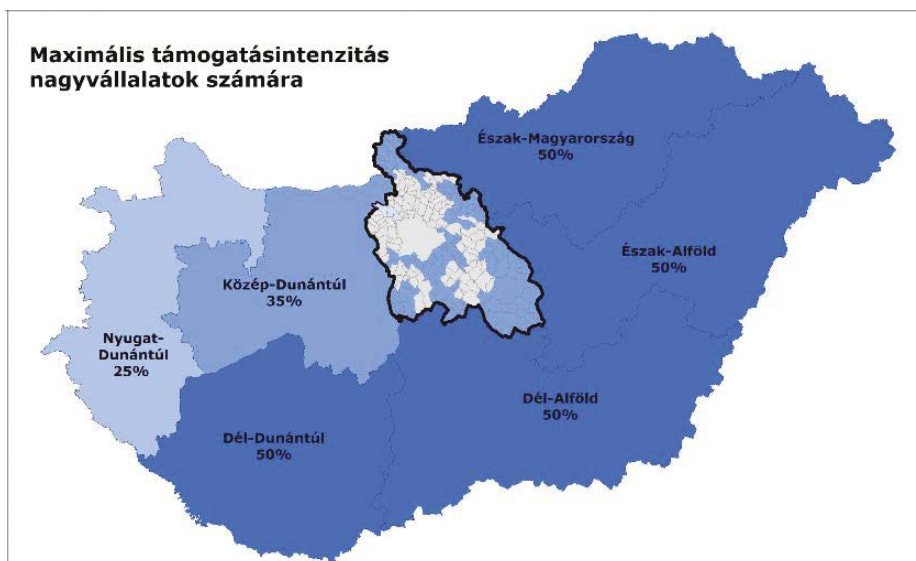 Maximális támogatásintenzitás
nagyvállalatok számára
Észak-Magyarország
50%
Észak-Alföld
50%
Közép-Dunántúl
35%
Nyugat-
Dunántúl
25%
Dél-Alföld
50%
Dél-Dunántúl
50%